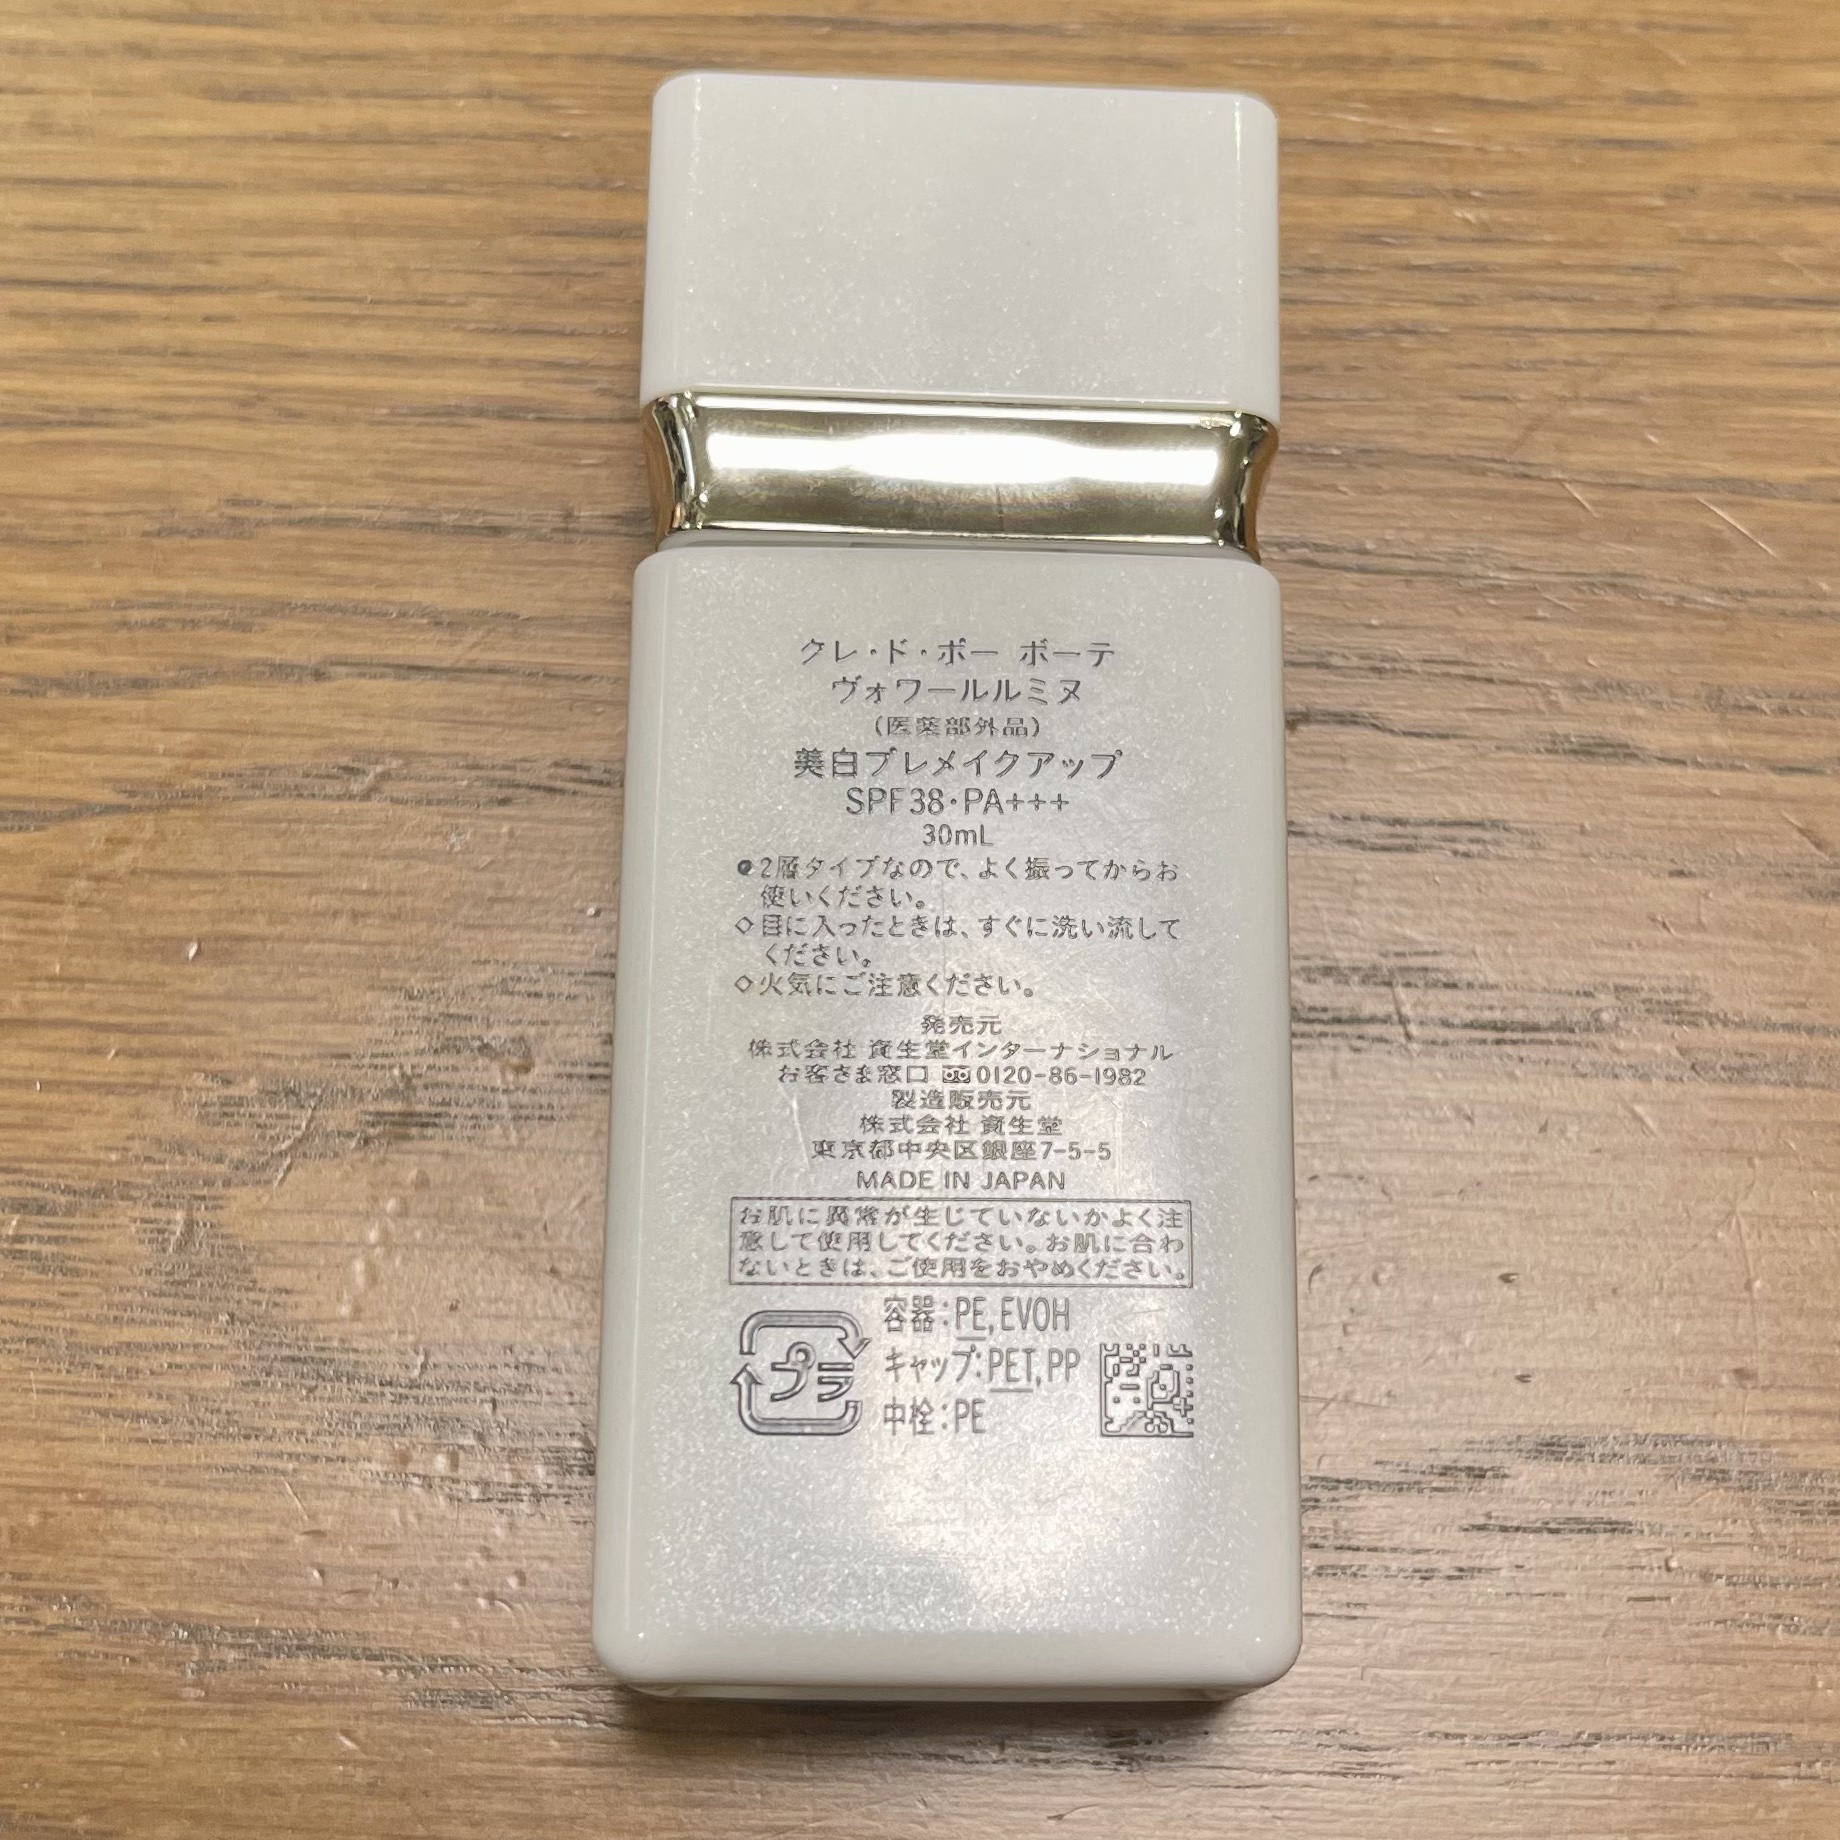 クレ・ド・ポー ボーテ
ヴォワールルミヌ
(医薬部外品)
美白プレメイクアップ
SPF38・PA+++
30mL
●2層タイプなので、よく振ってからお
使いください。
◇目に入ったときは、すぐに洗い流して
ください。
◇火気にご注意ください。
発売元
株式会社 資生堂インターナショナル
お客さま窓口 0120-86-1982
製造販売元
株式会社 資生堂
東京都中央区銀座7-5-5
MADE IN JAPAN
お肌に異常が生じていないかよく注
意して使用してください。お肌に合わ
ないときは、ご使用をおやめください。
プラ
容器:PE,EVOH
キャップ:PET,PP
中栓:PE